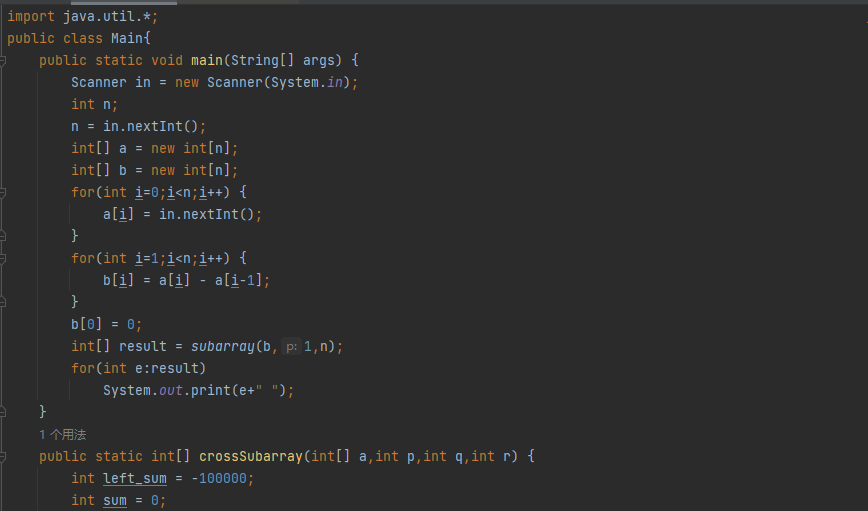 import java.util.*;
public class Main{
    public static void main(String[] args) {
        Scanner in = new Scanner(System.in);
        int n;
        n = in.nextInt();
        int[] a = new int[n];
        int[] b = new int[n];
        for(int i=0;i<n;i++) {
            a[i] = in.nextInt();
        }
        for(int i=1;i<n;i++) {
            b[i] = a[i] - a[i-1];
        }
        b[0] = 0;
        int[] result = subarray(b, p: 1,n);
        for(int e:result)
            System.out.print(e+" ");
    }
    1 个用法
    public static int[] crossSubarray(int[] a,int p,int q,int r) {
        int left_sum = -100000;
        int sum = 0;